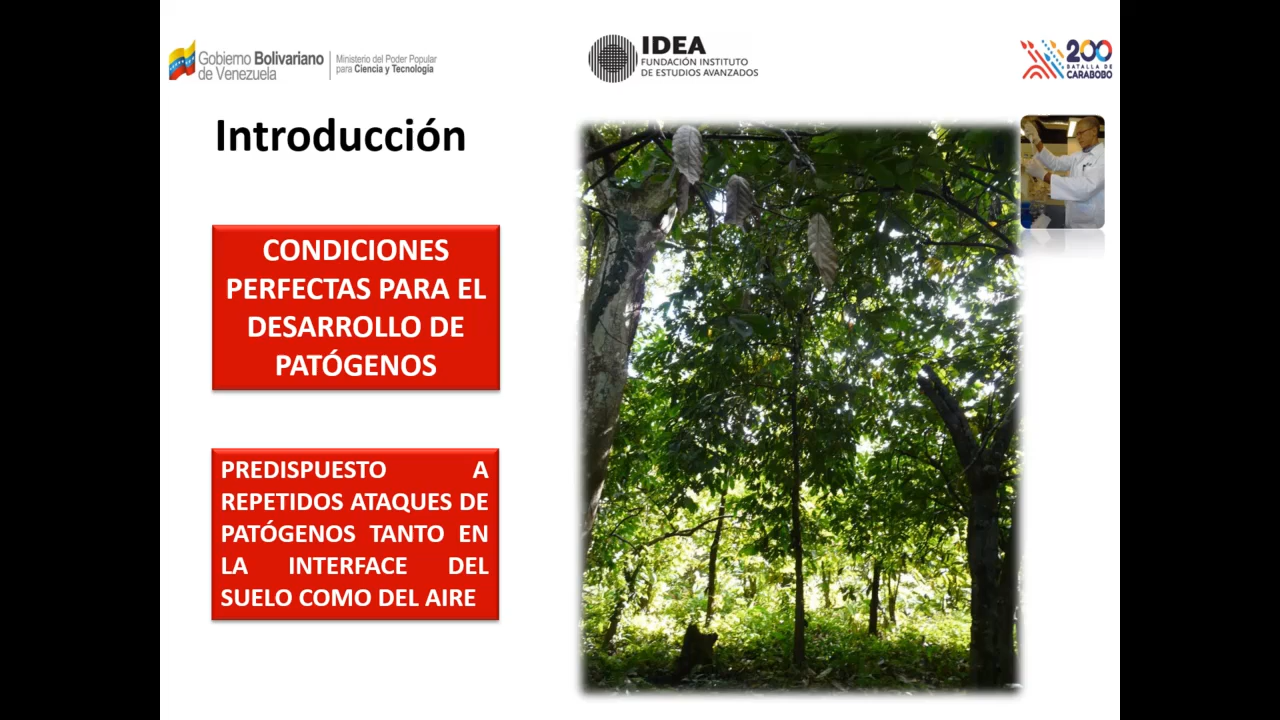 Gobierno Bolivariano
de Venezuela
Ministerio del Poder Popular
para Ciencia y Tecnología
IDEA
FUNDACIÓN INSTITUTO
DE ESTUDIOS AVANZADOS
200
BATALLA DE
CARABOBO
Introducción
CONDICIONES
PERFECTAS PARA EL
DESARROLLO DE
PATÓGENOS
PREDISPUESTO A
REPETIDOS ATAQUES DE
PATÓGENOS TANTO EN
LA INTERFACE DEL
SUELO COMO DEL AIRE